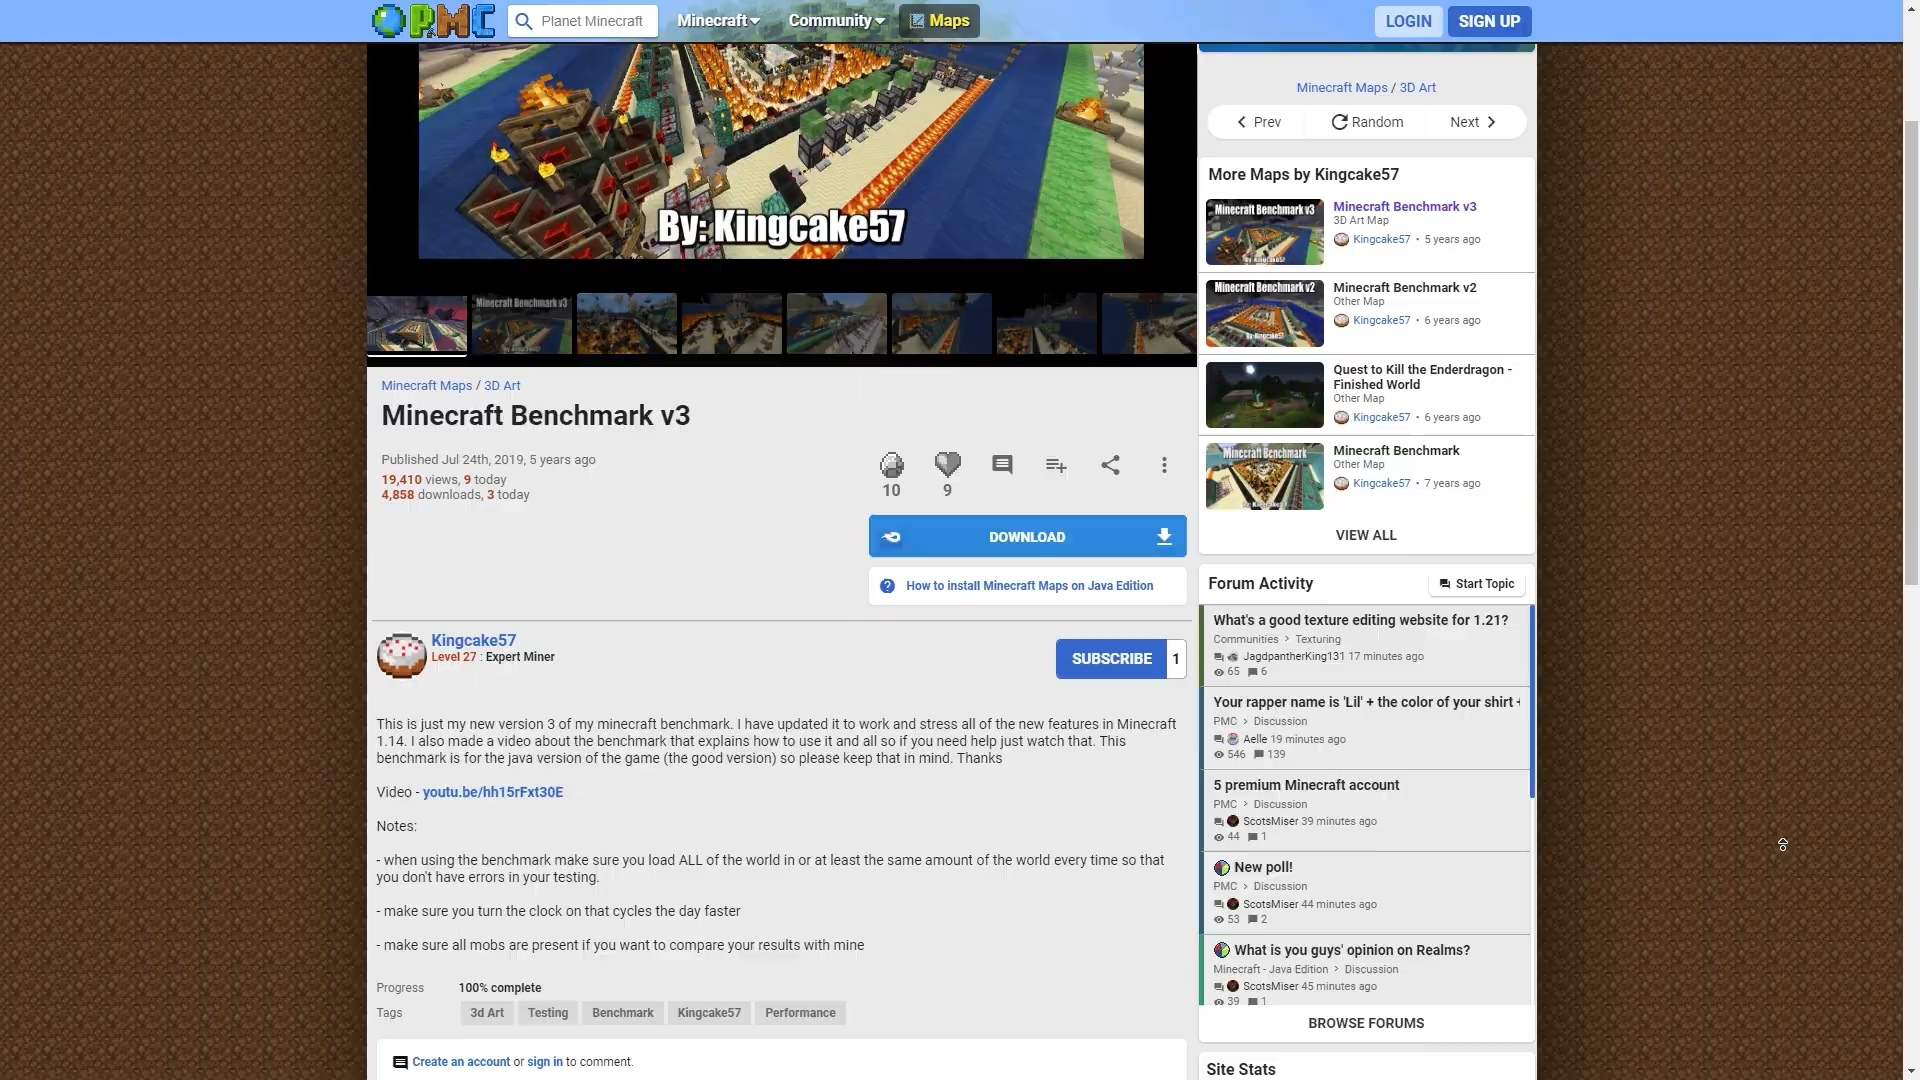 PMC
Planet Minecraft
Minecraft
Community
Maps
LOGIN
SIGN UP
By: Kingcake57
Minecraft Benchmark v3
Minecraft Maps / 3D Art
Minecraft Benchmark v3
Published Jul 24th, 2019, 5 years ago
19,410 views, 9 today
4,858 downloads, 3 today
10
9
DOWNLOAD
How to install Minecraft Maps on Java Edition
Kingcake57
Level 27 : Expert Miner
SUBSCRIBE
1
This is just my new version 3 of my minecraft benchmark. I have updated it to work and stress all of the new features in Minecraft
1.14. I also made a video about the benchmark that explains how to use it and all so if you need help just watch that. This
benchmark is for the java version of the game (the good version) so please keep that in mind. Thanks
Video - youtu.be/hh15rFxt30E
Notes:
- when using the benchmark make sure you load ALL of the world in or at least the same amount of the world every time so that
you don't have errors in your testing.
- make sure you turn the clock on that cycles the day faster
- make sure all mobs are present if you want to compare your results with mine
Progress
100% complete
Tags
3d Art
Testing
Benchmark
Kingcake57
Performance
Create an account or sign in to comment.
Minecraft Maps / 3D Art
Prev
Random
Next
More Maps by Kingcake57
Minecraft Benchmark v3
Minecraft Benchmark v3
3D Art Map
Kingcake57 • 5 years ago
Minecraft Benchmark v2
Minecraft Benchmark v2
Other Map
Kingcake57 • 6 years ago
Quest to Kill the Enderdragon -
Finished World
Other Map
Kingcake57 • 6 years ago
Minecraft Benchmark
Minecraft Benchmark
Other Map
Kingcake57 • 7 years ago
VIEW ALL
Forum Activity
Start Topic
What's a good texture editing website for 1.21?
Communities > Texturing
JagdpantherKing131 17 minutes ago
65 6
Your rapper name is 'Lil' + the color of your shirt +
PMC > Discussion
Aelle 19 minutes ago
546 139
5 premium Minecraft account
PMC > Discussion
ScotsMiser 39 minutes ago
44 1
New poll!
PMC > Discussion
ScotsMiser 44 minutes ago
53 2
What is you guys' opinion on Realms?
Minecraft - Java Edition > Discussion
ScotsMiser 45 minutes ago
39 1
BROWSE FORUMS
Site Stats